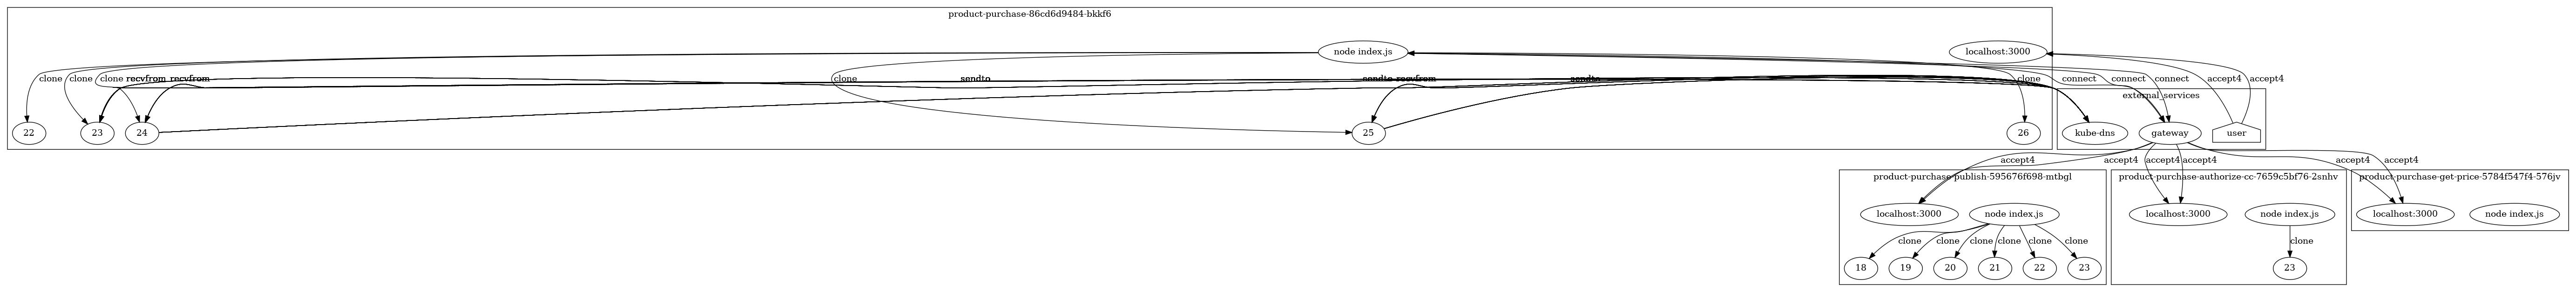 product-purchase-86cd6d9484-bkkf6
node index.js
localhost:3000
clone
clone
clone
recvfrom
recvfrom
sendto
clone
sendto
recvfrom
sendto
clone
connect
connect
connect
accept4
accept4
external_services
22
23
24
25
26
kube-dns
gateway
user
accept4
accept4
accept4
accept4
accept4
accept4
product-purchase-publish-595676f698-mtbgl
product-purchase-authorize-cc-7659c5bf76-2snhv
product-purchase-get-price-5784f547f4-576jv
localhost:3000
node index.js
localhost:3000
node index.js
localhost:3000
node index.js
clone
clone
clone
clone
clone
clone
clone
18
19
20
21
22
23
23